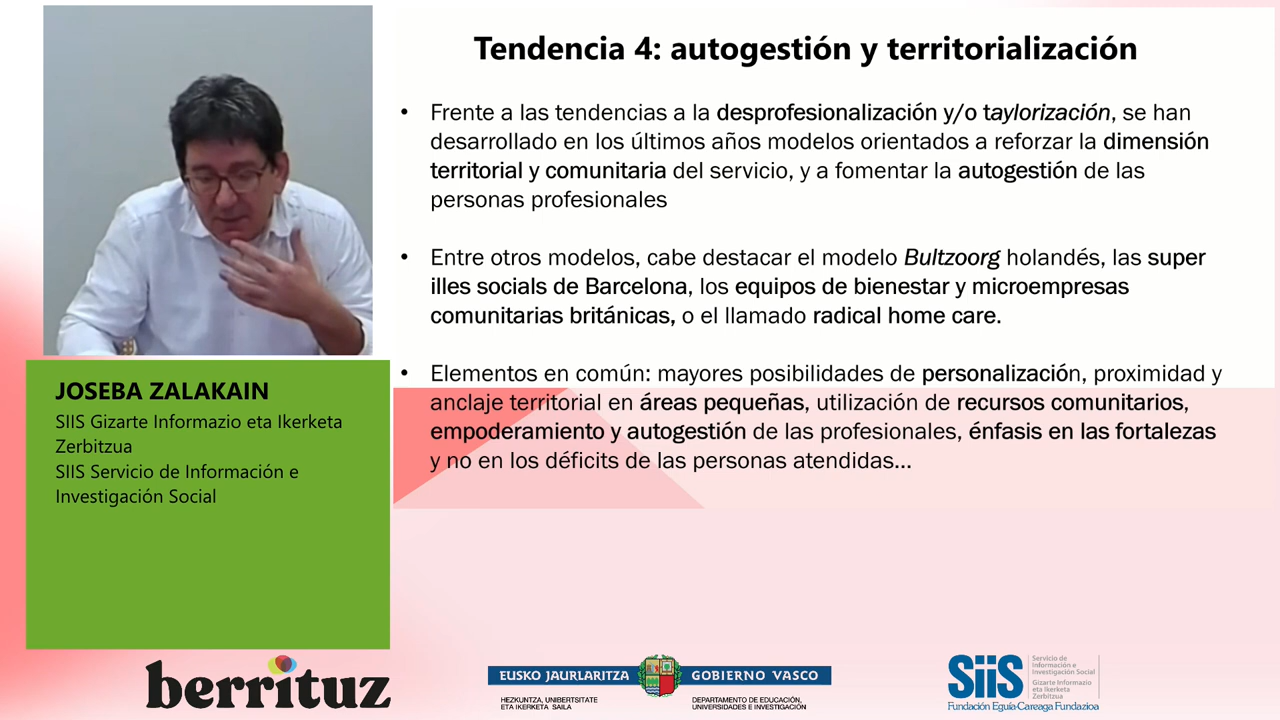 Tendencia 4: autogestión y territorialización
• Frente a las tendencias a la desprofesionalización y/o taylorización, se han
desarrollado en los últimos años modelos orientados a reforzar la dimensión
territorial y comunitaria del servicio, y a fomentar la autogestión de las
personas profesionales
• Entre otros modelos, cabe destacar el modelo Bultzoorg holandés, las super
illes socials de Barcelona, los equipos de bienestar y microempresas
comunitarias británicas, o el llamado radical home care.
• Elementos en común: mayores posibilidades de personalización, proximidad y
anclaje territorial en áreas pequeñas, utilización de recursos comunitarios,
empoderamiento y autogestión de las profesionales, énfasis en las fortalezas
y no en los déficits de las personas atendidas...
JOSEBA ZALAKAIN
SIIS Gizarte Informazio eta Ikerketa
Zerbitzua
SIIS Servicio de Información e
Investigación Social
berrituz
EUSKO JAURLARITZA
GOBIERNO VASCO
HEZKUNTZA, UNIBERTSITATE
ETA IKERKETA SAILA
DEPARTAMENTO DE EDUCACIÓN,
UNIVERSIDADES E INVESTIGACIÓN
SiiS
Servicio de
Información e
Investigación Social
Gizarte Informazio
eta Ikerketa
Zerbitzua
Fundación Eguía-Careaga Fundazioa